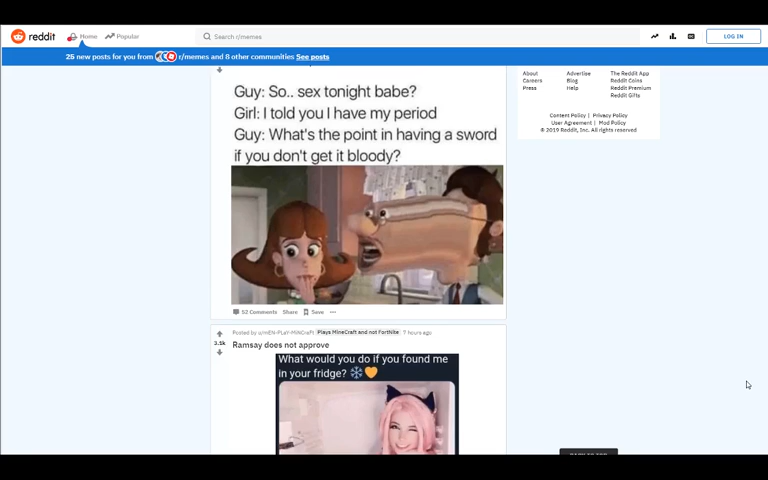 reddit
Home
Popular
Search r/memes
LOG IN
25 new posts for you from r/memes and 8 other communities See posts
Guy: So.. sex tonight babe?
Girl: I told you I have my period
Guy: What's the point in having a sword
if you don't get it bloody?
52 Comments Share Save
About Advertise The Reddit App
Careers Blog Reddit Coins
Press Help Reddit Premium
Reddit Gifts
Content Policy | Privacy Policy
User Agreement | Mod Policy
© 2019 Reddit, Inc. All rights reserved
Plays MineCraft and not FortNite 7 hours ago
Posted by
3.1k
Ramsay does not approve
What would you do if you found me
in your fridge? ❄️🧡